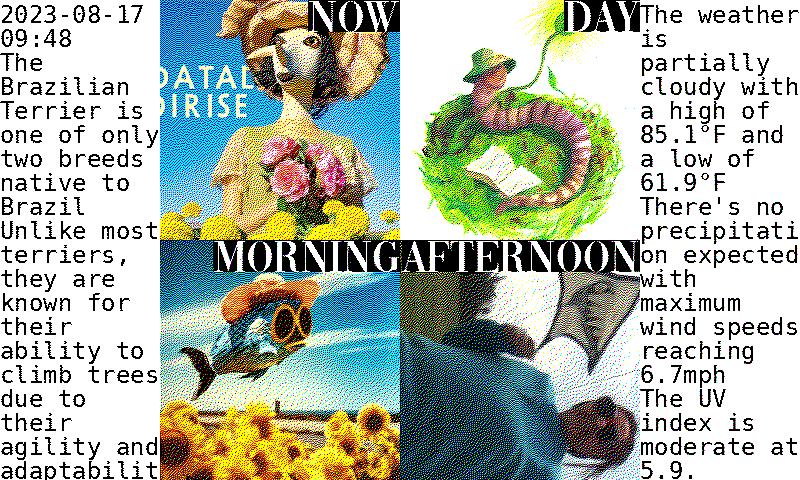 2023-08-17
09:48
The
Brazilian
Terrier is
one of only
two breeds
native to
Brazil
Unlike most
terriers,
they are
known for
their
ability to
climb trees
due to
their
agility and
adaptabilit
NOW
DATAL
DIRISE
DAY
MORNING
AFTERNOON
The weather
is
partially
cloudy with
a high of
85.1°F and
a low of
61.9°F
There's no
precipitati
on expected
with
maximum
wind speeds
reaching
6.7mph
The UV
index is
moderate at
5.9.